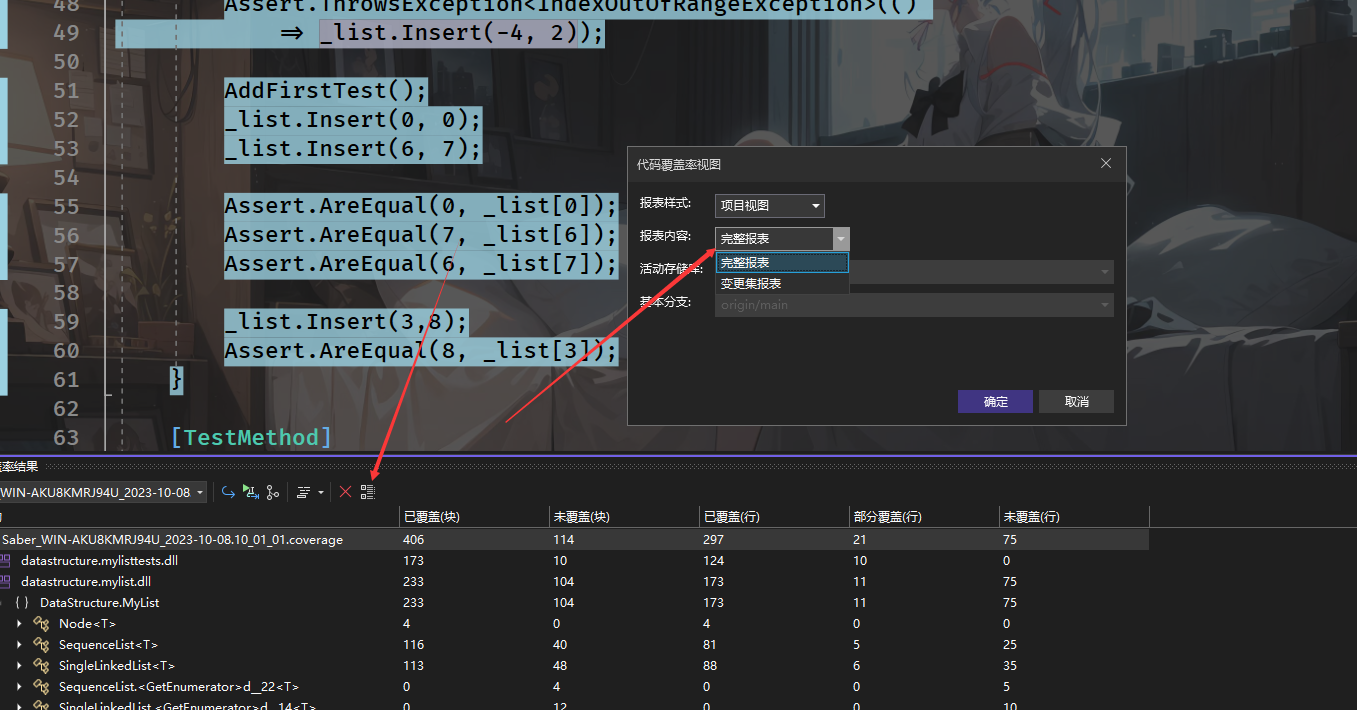 48 Assert.ThrowsException<IndexOutOfRangeException>(()
49 => _list.Insert(-4, 2));
50
51 AddFirstTest();
52 _list.Insert(0, 0);
53 _list.Insert(6, 7);
54
55 Assert.AreEqual(0, _list[0]);
56 Assert.AreEqual(7, _list[6]);
57 Assert.AreEqual(6, _list[7]);
58
59 _list.Insert(3,8);
60 Assert.AreEqual(8, _list[3]);
61 }
62
63 [TestMethod]
代码覆盖率视图
报表样式: 项目视图
报表内容: 完整报表
完整报表
活动存储库:
变更集报表
基本分支: origin/main
确定 取消
率结果
_WIN-AKU8KMRJ94U_2023-10-08
已覆盖(块) 未覆盖(块) 已覆盖(行) 部分覆盖(行) 未覆盖(行)
Saber_WIN-AKU8KMRJ94U_2023-10-08.10_01_01.coverage 406 114 297 21 75
datastructure.mylisttests.dll 173 10 124 10 0
datastructure.mylist.dll 233 104 173 11 75
{ } DataStructure.MyList 233 104 173 11 75
Node<T> 4 0 4 0 0
SequenceList<T> 116 40 81 5 25
SingleLinkedList<T> 113 48 88 6 35
SequenceList.<GetEnumerator>d__22<T> 0 4 0 0 5
SingleLinkedList.<GetEnumerator>d__14<T> 0 12 0 0 10